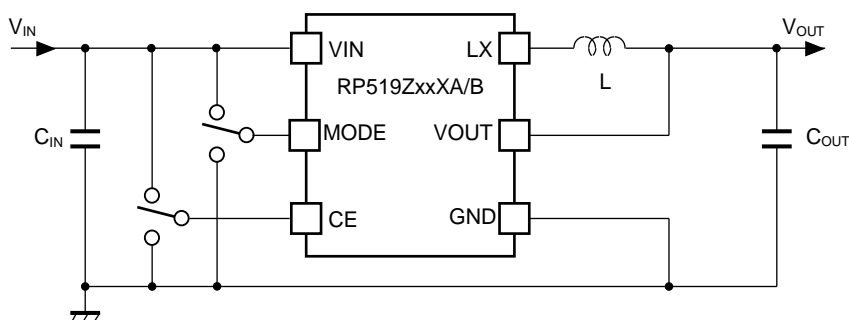 VIN
VIN
LX
VOUT
RP519ZxxXA/B
L
CIN
MODE
VOUT
COUT
CE
GND